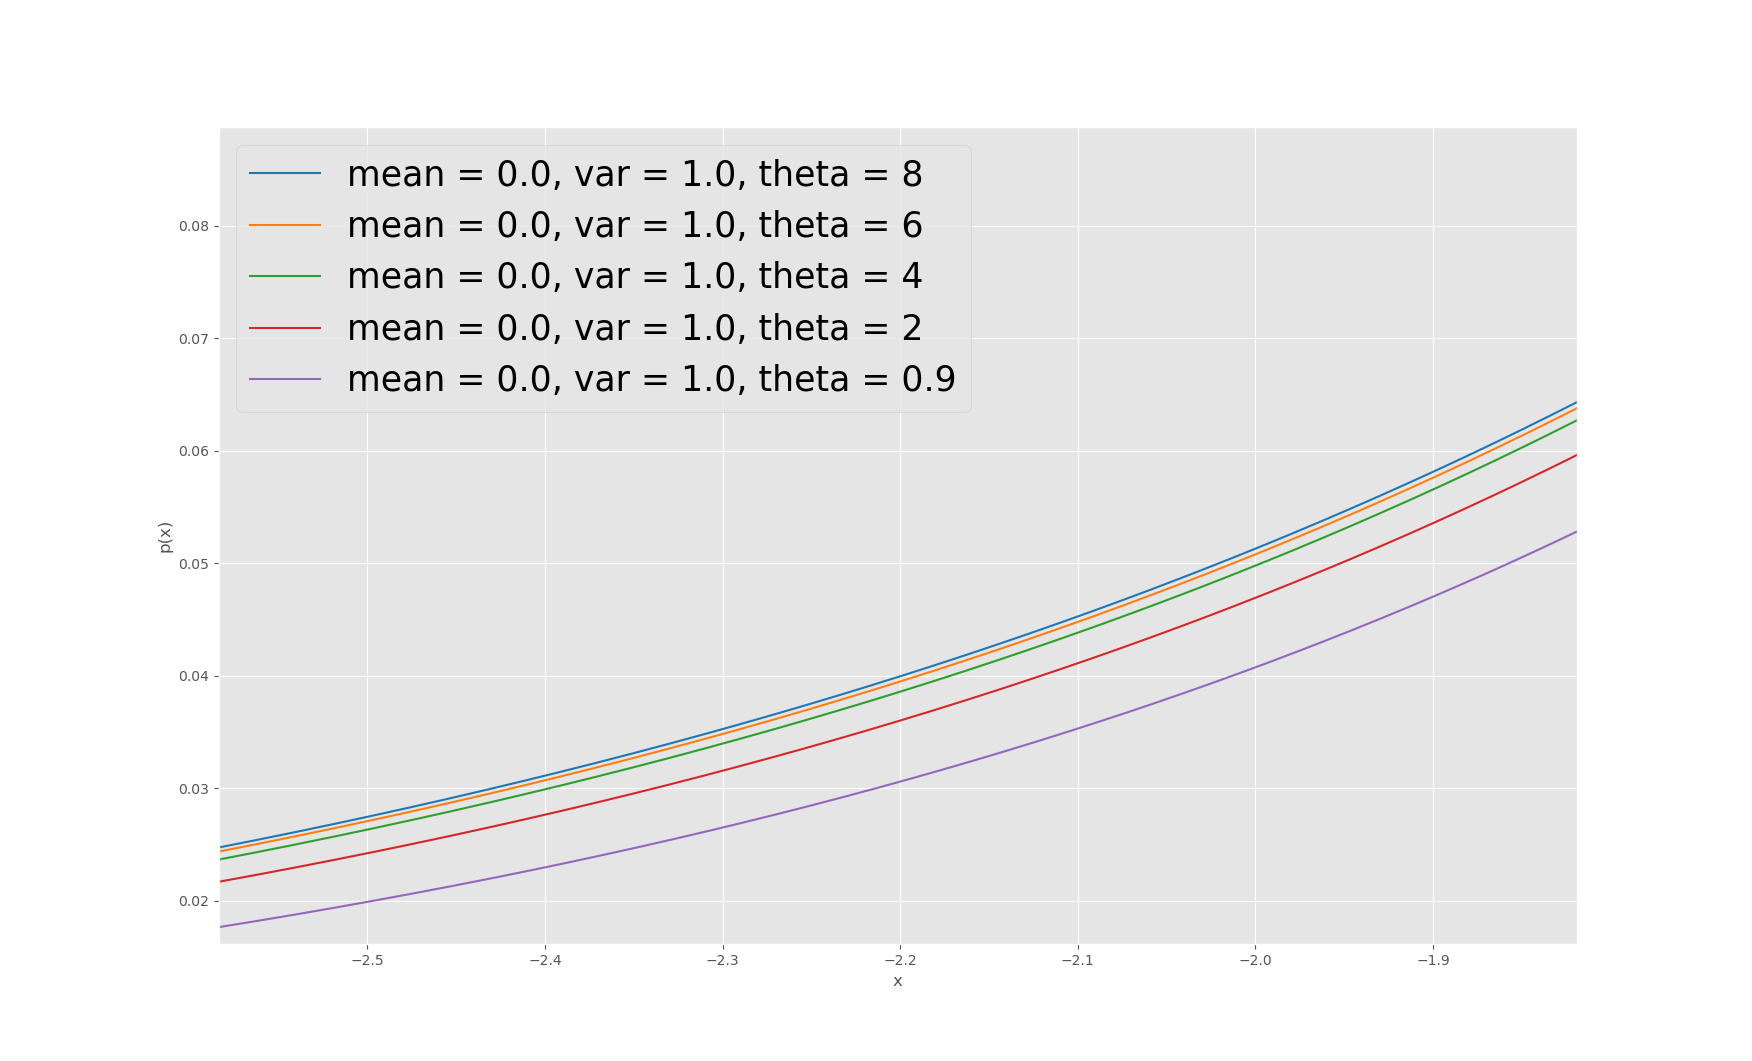 mean = 0.0, var = 1.0, theta = 8
mean = 0.0, var = 1.0, theta = 6
mean = 0.0, var = 1.0, theta = 4
mean = 0.0, var = 1.0, theta = 2
mean = 0.0, var = 1.0, theta = 0.9
0.08
0.07
0.06
0.05
0.04
0.03
0.02
p(x)
−2.5 −2.4 −2.3 −2.2 −2.1 −2.0 −1.9
x